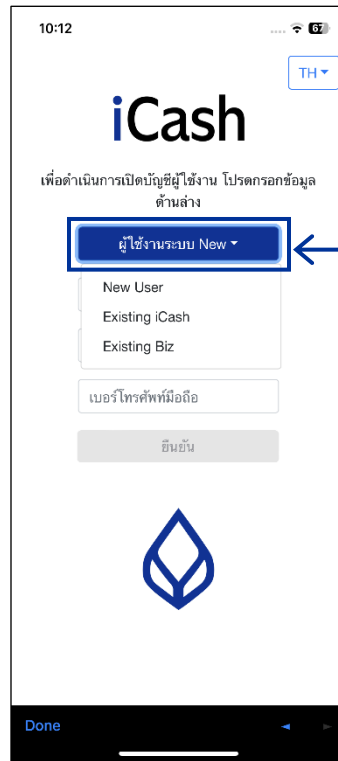 10:12
67
TH
iCash
เพื่อดำเนินการเปิดบัญชีผู้ใช้งาน โปรดกรอกข้อมูล
ด้านล่าง
ผู้ใช้งานระบบ New
New User
Existing iCash
Existing Biz
เบอร์โทรศัพท์มือถือ
ยืนยัน
Done